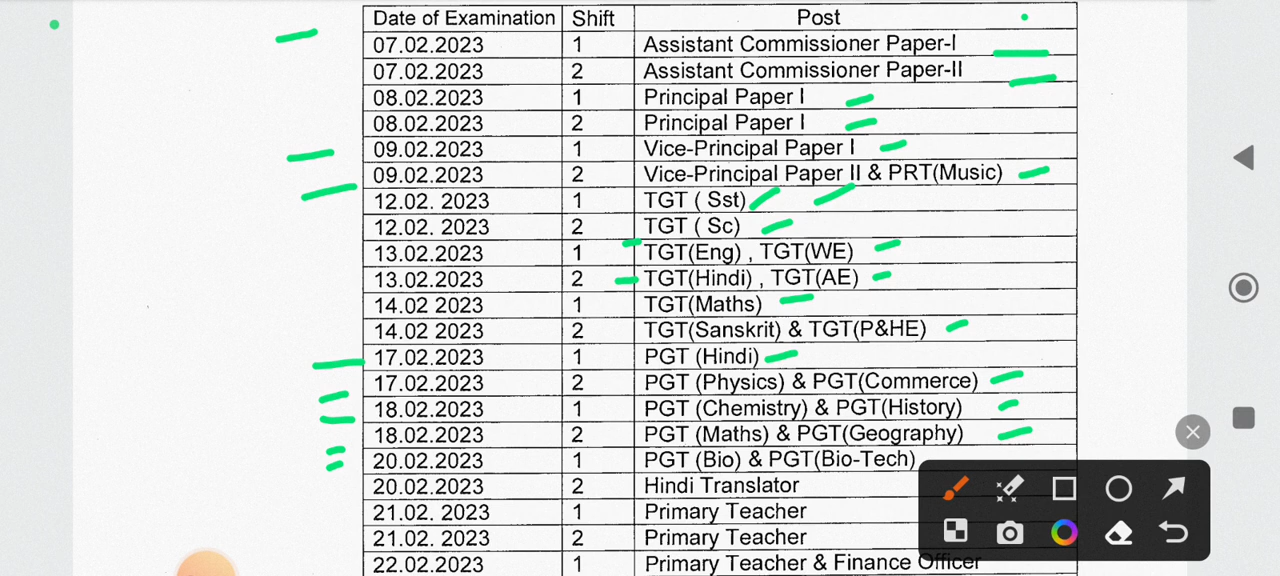 Date of Examination Shift Post
07.02.2023 1 Assistant Commissioner Paper-I
07.02.2023 2 Assistant Commissioner Paper-II
08.02.2023 1 Principal Paper I
08.02.2023 2 Principal Paper I
09.02.2023 1 Vice-Principal Paper I
09.02.2023 2 Vice-Principal Paper II & PRT(Music)
12.02. 2023 1 TGT ( Sst)
12.02. 2023 2 TGT ( Sc)
13.02.2023 1 TGT(Eng) , TGT(WE)
13.02.2023 2 TGT(Hindi) , TGT(AE)
14.02 2023 1 TGT(Maths)
14.02 2023 2 TGT(Sanskrit) & TGT(P&HE)
17.02.2023 1 PGT (Hindi)
17.02.2023 2 PGT (Physics) & PGT(Commerce)
18.02.2023 1 PGT (Chemistry) & PGT(History)
18.02.2023 2 PGT (Maths) & PGT(Geography)
20.02.2023 1 PGT (Bio) & PGT(Bio-Tech)
20.02.2023 2 Hindi Translator
21.02. 2023 1 Primary Teacher
21.02. 2023 2 Primary Teacher
22.02.2023 1 Primary Teacher & Finance Officer